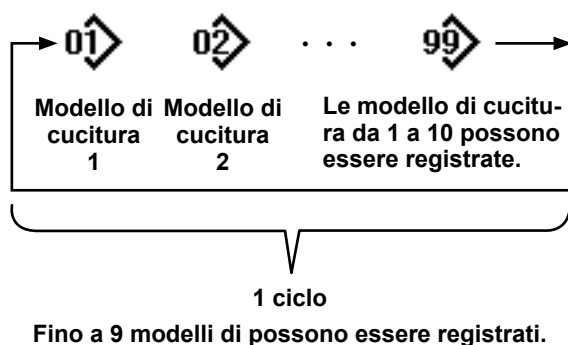 01 02 . . . 99
Modello di cucitura 1
Modello di cucitura 2
Le modello di cucitu-
ra da 1 a 10 possono
essere registrate.
1 ciclo
Fino a 9 modelli di possono essere registrati.